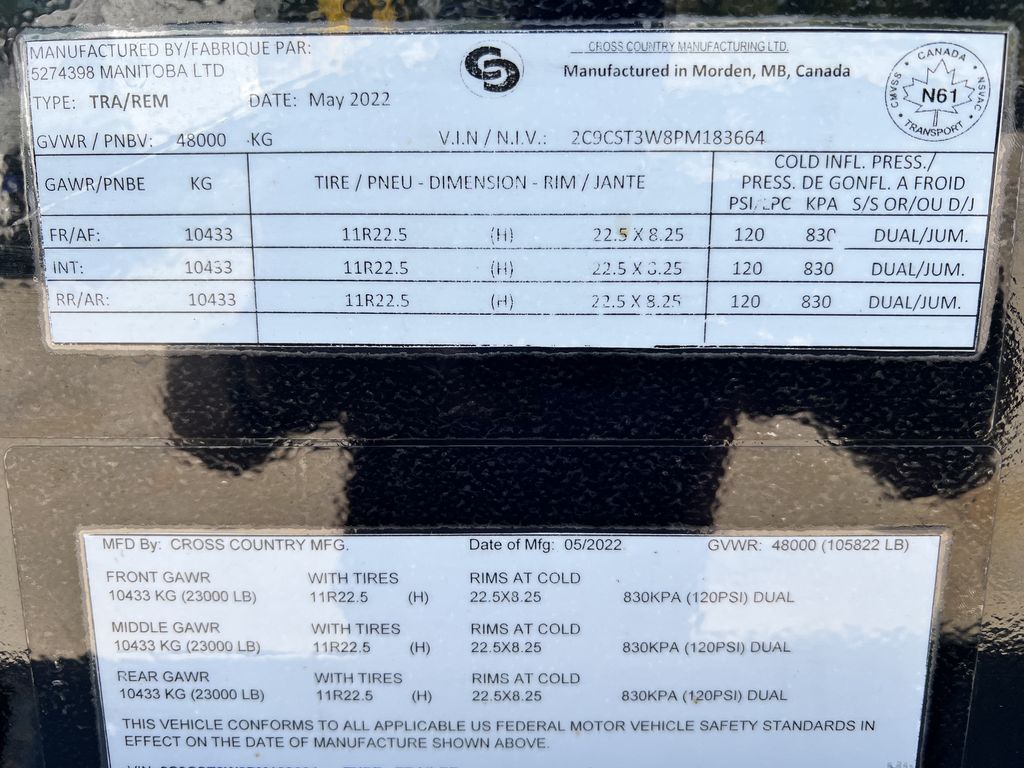 MANUFACTURED BY/FABRIQUE PAR:
5274398 MANITOBA LTD
TYPE: TRA/REM DATE: May 2022
GVWR / PNBV: 48000 KG
CROSS COUNTRY MANUFACTURING LTD.
Manufactured in Morden, MB, Canada
V.I.N / N.I.V.: 2C9CST3W8PM183664
CANADA
CMVSS NSVAC
N61
TRANSPORT
GAWR/PNBE KG TIRE / PNEU - DIMENSION - RIM / JANTE COLD INFL. PRESS./
PRESS. DE GONFL. A FROID
PSI/LPC KPA S/S OR/OU D/J
FR/AF: 10433 11R22.5 (H) 22.5 X 8.25 120 830 DUAL/JUM.
INT: 10433 11R22.5 (H) 22.5 X 8.25 120 830 DUAL/JUM.
RR/AR: 10433 11R22.5 (H) 22.5 X 8.25 120 830 DUAL/JUM.
MFD By: CROSS COUNTRY MFG. Date of Mfg: 05/2022 GVWR: 48000 (105822 LB)
FRONT GAWR WITH TIRES RIMS AT COLD
10433 KG (23000 LB) 11R22.5 (H) 22.5X8.25 830KPA (120PSI) DUAL
MIDDLE GAWR WITH TIRES RIMS AT COLD
10433 KG (23000 LB) 11R22.5 (H) 22.5X8.25 830KPA (120PSI) DUAL
REAR GAWR WITH TIRES RIMS AT COLD
10433 KG (23000 LB) 11R22.5 (H) 22.5X8.25 830KPA (120PSI) DUAL
THIS VEHICLE CONFORMS TO ALL APPLICABLE US FEDERAL MOTOR VEHICLE SAFETY STANDARDS IN
EFFECT ON THE DATE OF MANUFACTURE SHOWN ABOVE.